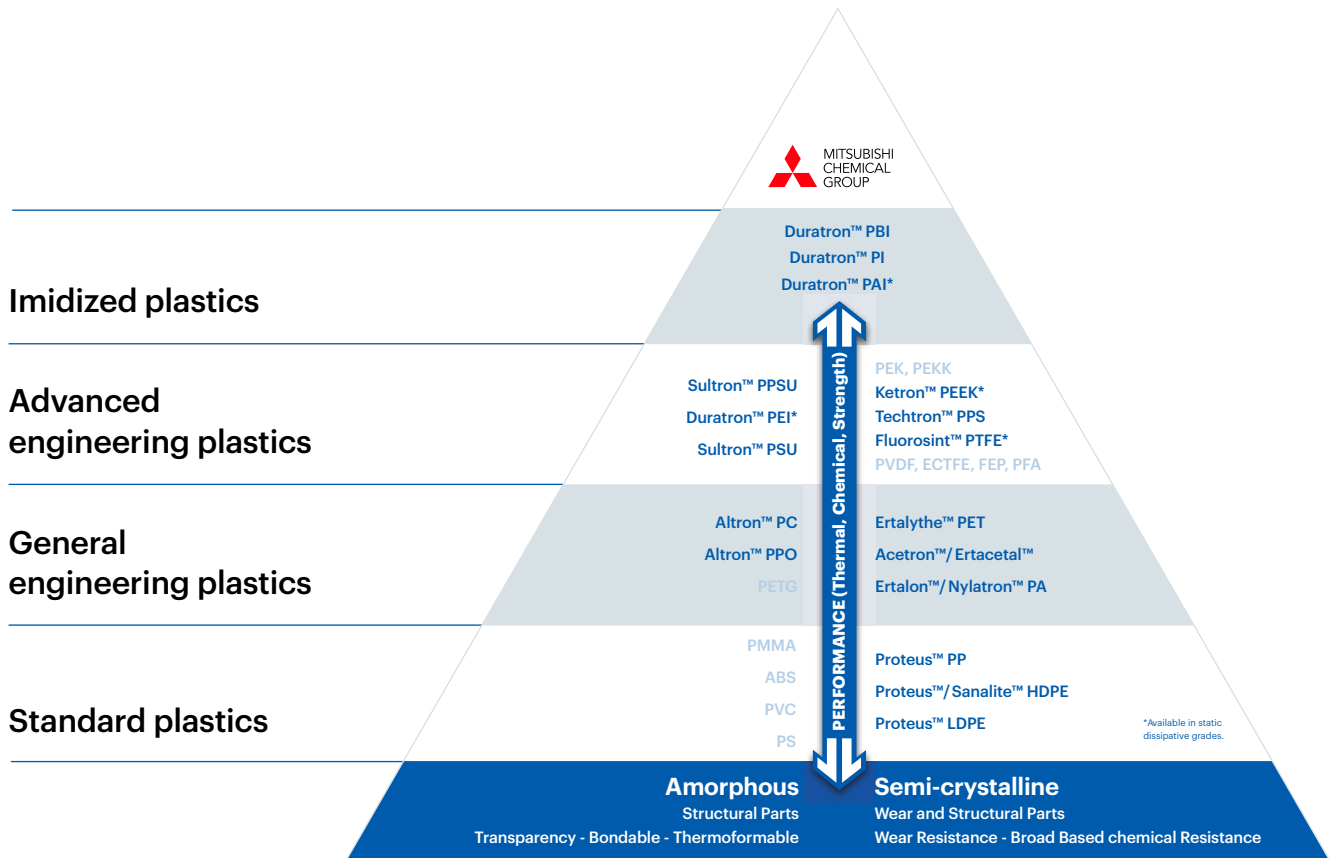 MITSUBISHI
CHEMICAL
GROUP
Imidized plastics
Duratron™ PBI
Duratron™ PI
Duratron™ PAI*
Advanced
engineering plastics
Sultron™ PPSU
Duratron™ PEI*
Sultron™ PSU
PEK, PEKK
Ketron™ PEEK*
Techtron™ PPS
Fluorosint™ PTFE*
PVDF, ECTFE, FEP, PFA
General
engineering plastics
Altron™ PC
Altron™ PPO
PETG
Ertalythe™ PET
Acetron™/Ertacetal™
Ertalon™/Nylatron™ PA
Standard plastics
PMMA
ABS
PVC
PS
Proteus™ PP
Proteus™/Sanalite™ HDPE
Proteus™ LDPE
PERFORMANCE (Thermal, Chemical, Strength)
*Available in static
dissipative grades.
Amorphous
Structural Parts
Transparency - Bondable - Thermoformable
Semi-crystalline
Wear and Structural Parts
Wear Resistance - Broad Based chemical Resistance